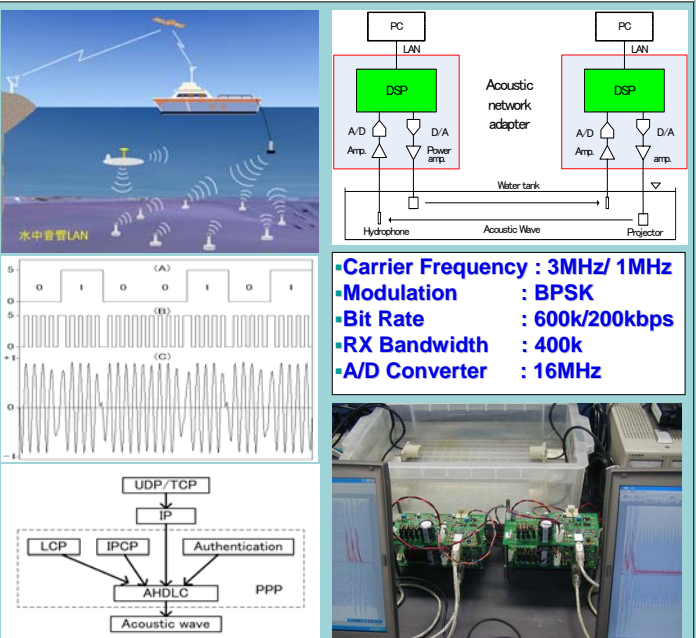 水中音響LAN
PC
PC
LAN
LAN
DSP
DSP
Acoustic
network
adapter
A/D
D/A
A/D
D/A
Amp.
Power
amp.
Amp.
amp.
Water tank
Hydrophone
Acoustic Wave
Projector
(A)
5
0
0 1 0 0 1 0 1
(B)
5
0
(C)
+1
0
-1
▪Carrier Frequency : 3MHz/ 1MHz
▪Modulation : BPSK
▪Bit Rate : 600k/200kbps
▪RX Bandwidth : 400k
▪A/D Converter : 16MHz
UDP/TCP
IP
LCP
IPCP
Authentication
AHDLC
PPP
Acoustic wave